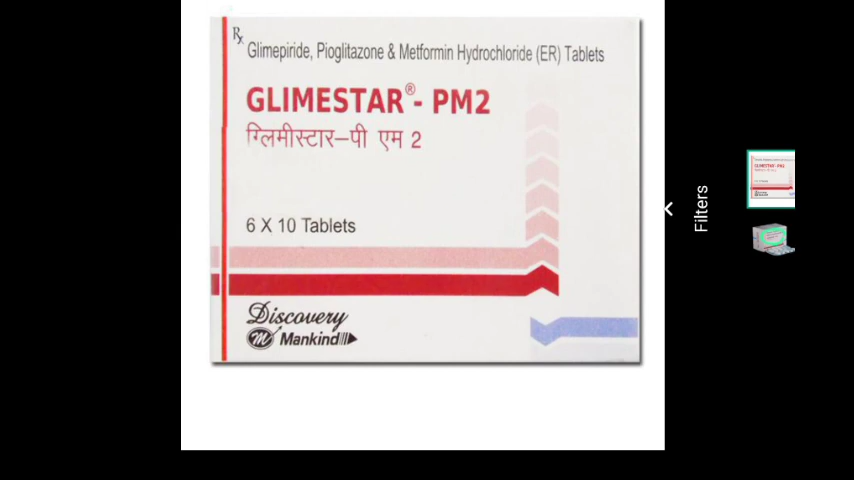 Rx
Glimepiride, Pioglitazone & Metformin Hydrochloride (ER) Tablets
GLIMESTAR®- PM2
ग्लिमीस्टार–पी एम 2
6 X 10 Tablets
Discovery
m Mankind
Filters